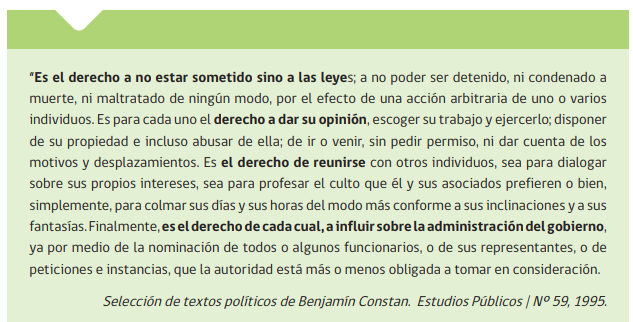 “Es el derecho a no estar sometido sino a las leyes; a no poder ser detenido, ni condenado a
muerte, ni maltratado de ningún modo, por el efecto de una acción arbitraria de uno o varios
individuos. Es para cada uno el derecho a dar su opinión, escoger su trabajo y ejercerlo; disponer
de su propiedad e incluso abusar de ella; de ir o venir, sin pedir permiso, ni dar cuenta de los
motivos y desplazamientos. Es el derecho de reunirse con otros individuos, sea para dialogar
sobre sus propios intereses, sea para profesar el culto que él y sus asociados prefieren o bien,
simplemente, para colmar sus días y sus horas del modo más conforme a sus inclinaciones y a sus
fantasías. Finalmente, es el derecho de cada cual, a influir sobre la administración del gobierno,
ya por medio de la nominación de todos o algunos funcionarios, o de sus representantes, o de
peticiones e instancias, que la autoridad está más o menos obligada a tomar en consideración.
Selección de textos políticos de Benjamín Constan. Estudios Públicos | Nº 59, 1995.